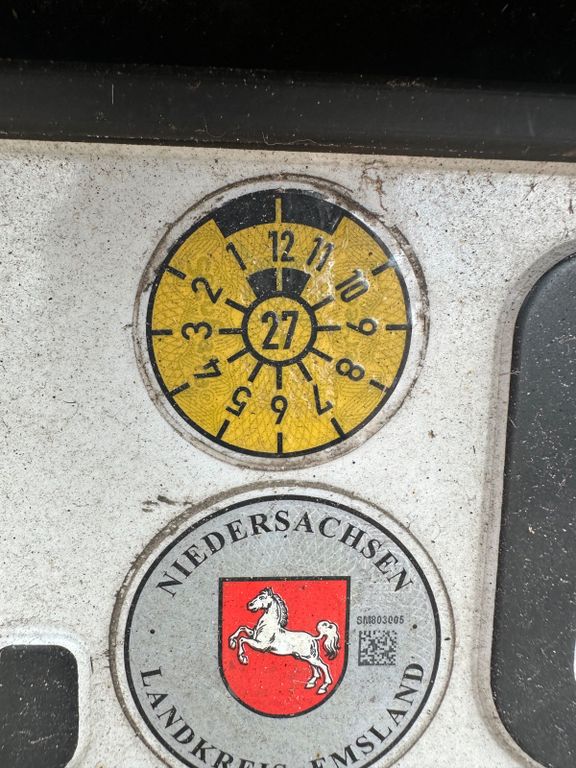 1 12 11
2 10
3 27 9
4 8
5 6 7
NIEDERSACHSEN
SM803005
LANDKREIS EMSLAND